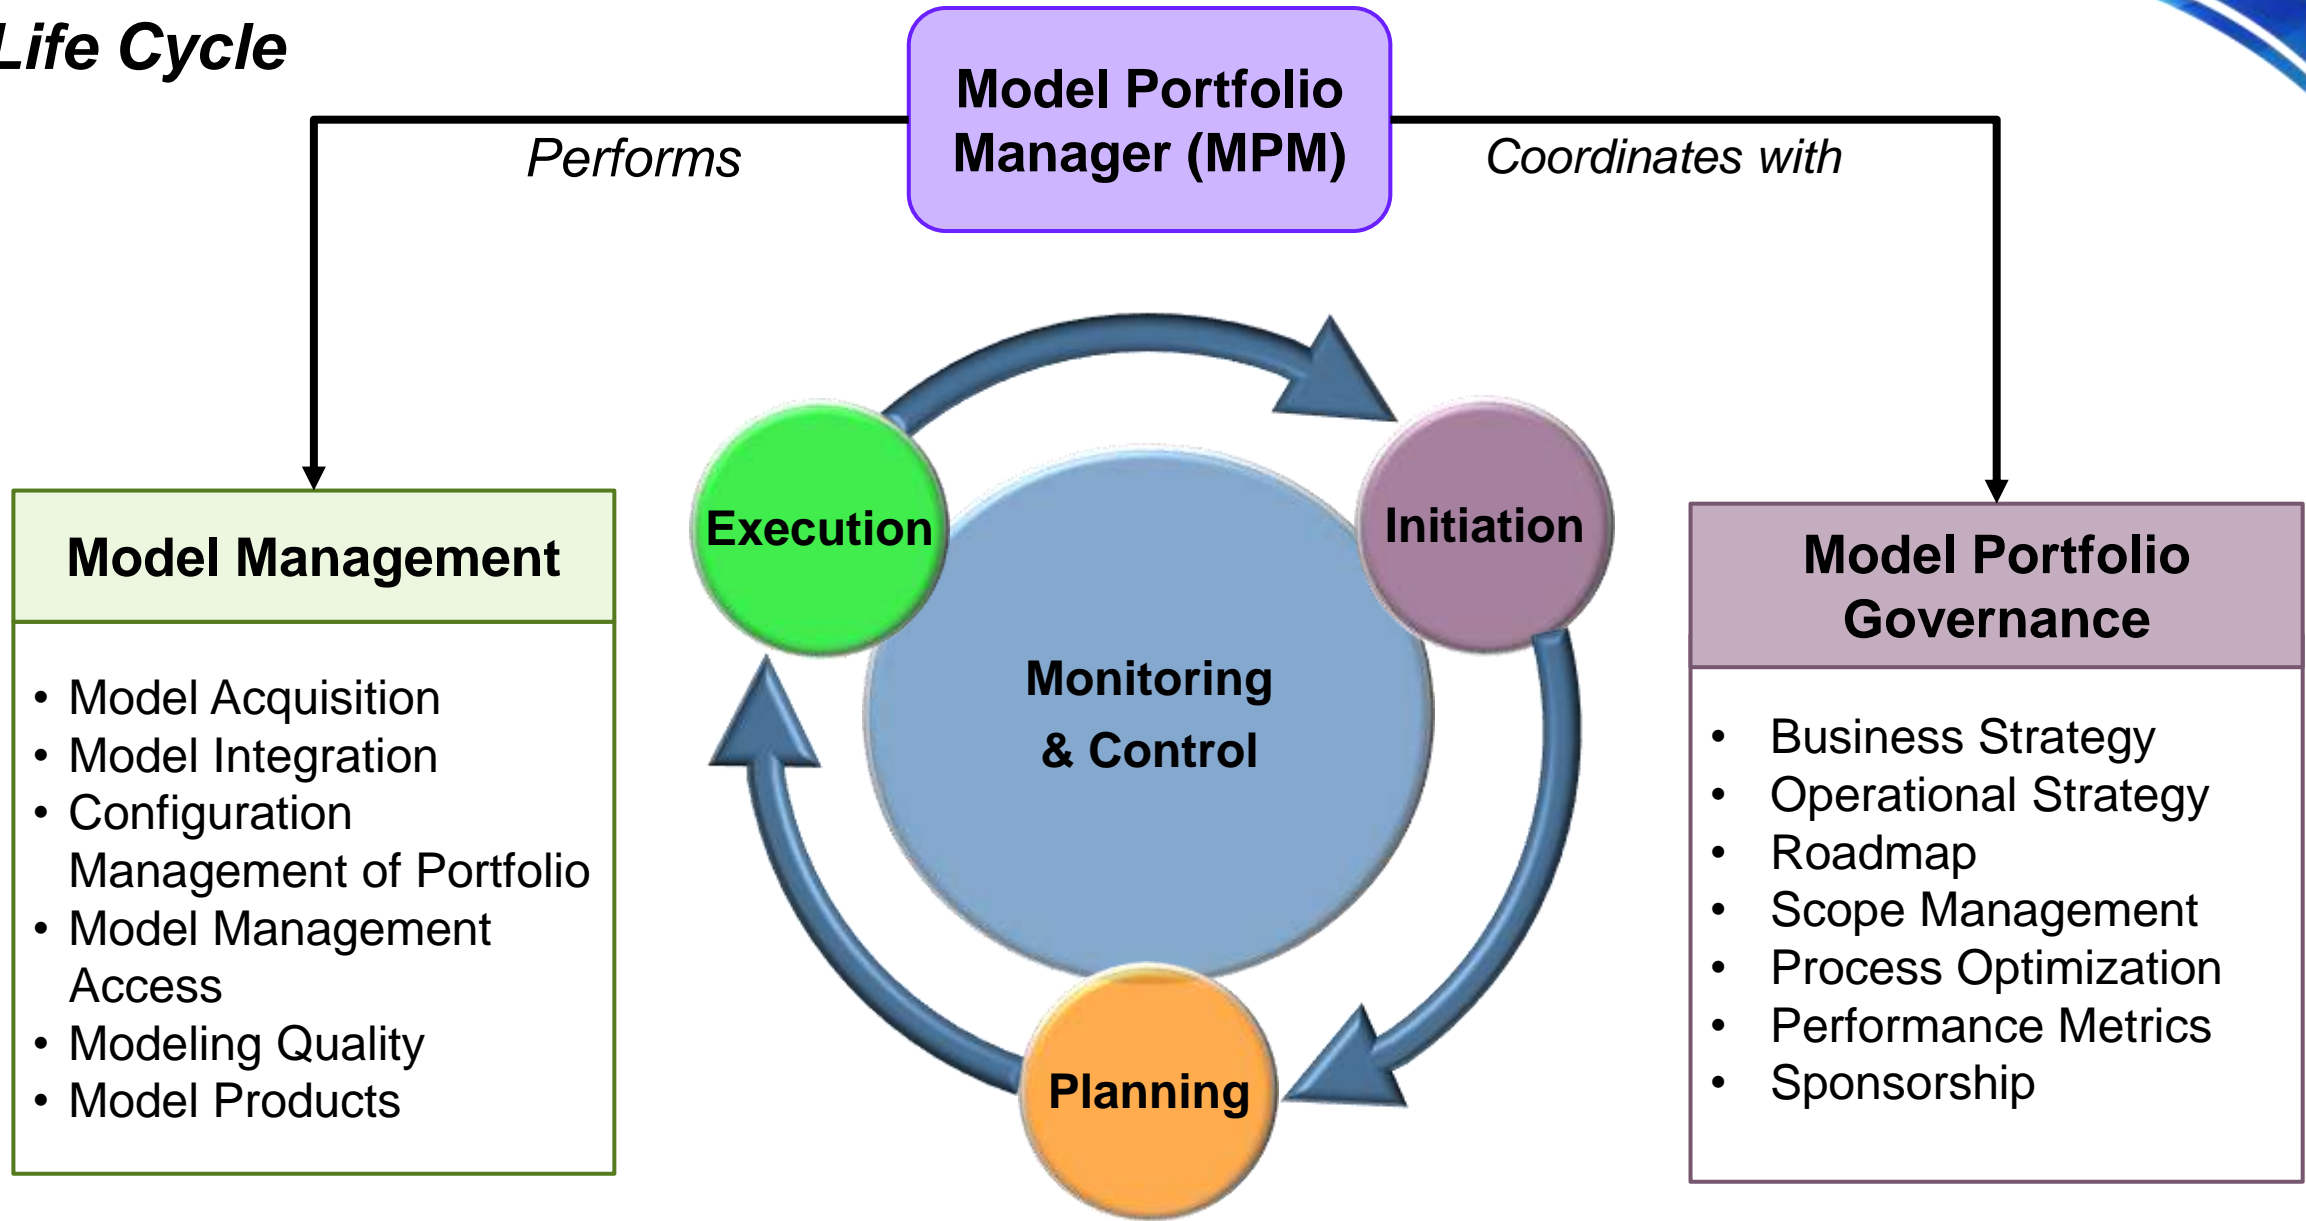 Life Cycle
Model Portfolio
Manager (MPM)
Performs
Coordinates with
Model Management
• Model Acquisition
• Model Integration
• Configuration
Management of Portfolio
• Model Management
Access
• Modeling Quality
• Model Products
Execution
Initiation
Monitoring
& Control
Planning
Model Portfolio
Governance
• Business Strategy
• Operational Strategy
• Roadmap
• Scope Management
• Process Optimization
• Performance Metrics
• Sponsorship